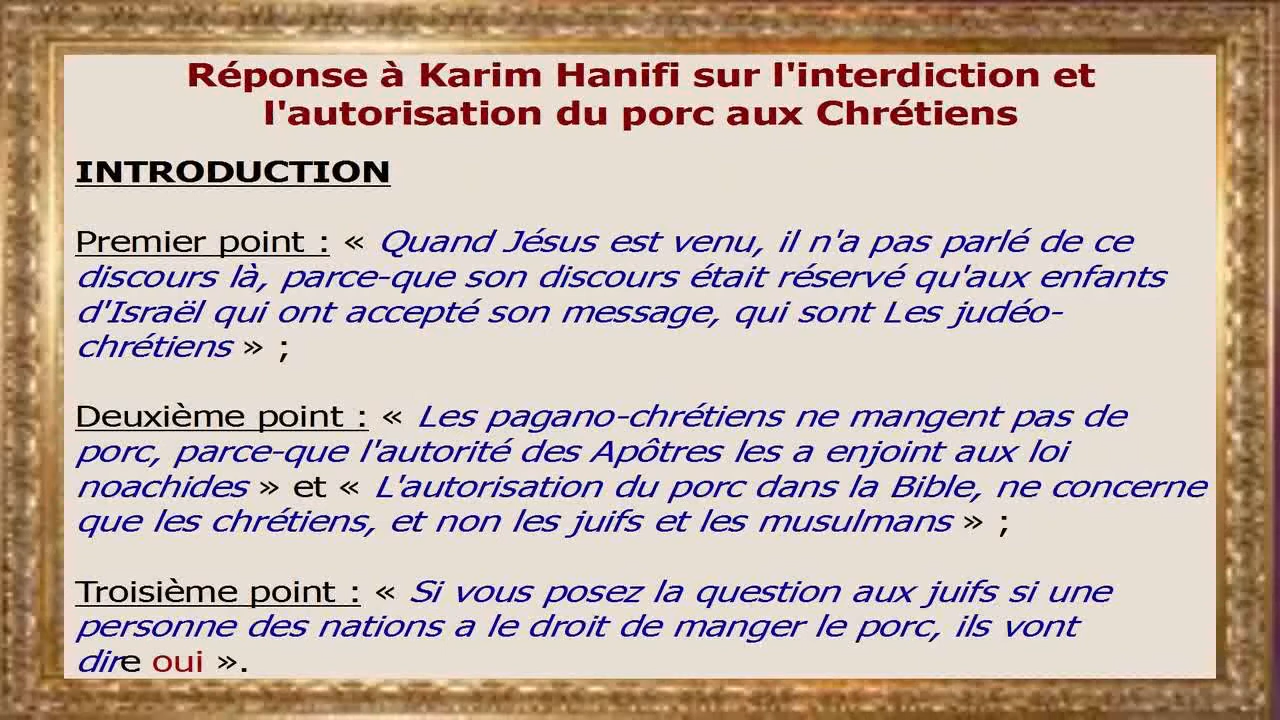 Réponse à Karim Hanifi sur l'interdiction et
l'autorisation du porc aux Chrétiens
INTRODUCTION
Premier point : « Quand Jésus est venu, il n'a pas parlé de ce
discours là, parce-que son discours était réservé qu'aux enfants
d'Israël qui ont accepté son message, qui sont Les judéo-
chrétiens » ;
Deuxième point : « Les pagano-chrétiens ne mangent pas de
porc, parce-que l'autorité des Apôtres les a enjoint aux loi
noachides » et « L'autorisation du porc dans la Bible, ne concerne
que les chrétiens, et non les juifs et les musulmans » ;
Troisième point : « Si vous posez la question aux juifs si une
personne des nations a le droit de manger le porc, ils vont
dire oui ».